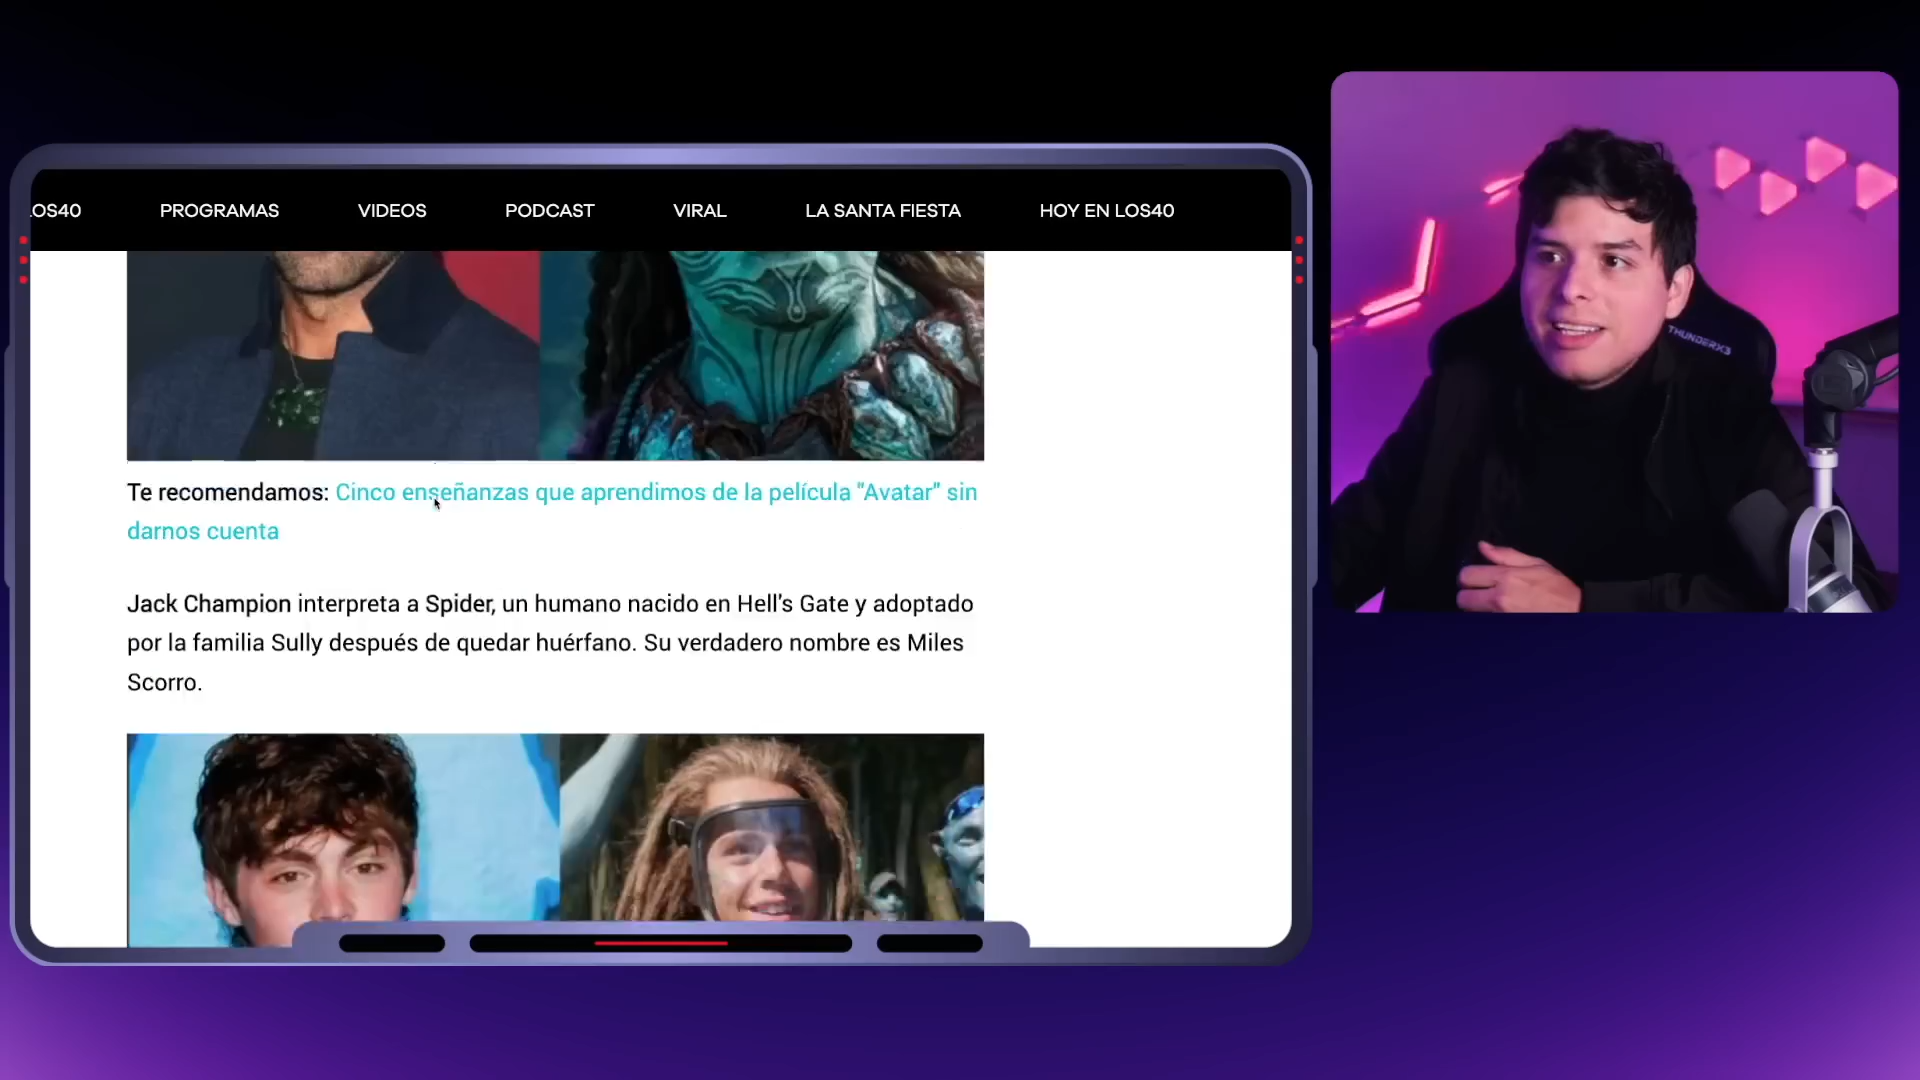 LOS40 PROGRAMAS VIDEOS PODCAST VIRAL LA SANTA FIESTA HOY EN LOS40
THUNDERX3
Te recomendamos: Cinco enseñanzas que aprendimos de la película "Avatar" sin
darnos cuenta
Jack Champion interpreta a Spider, un humano nacido en Hell's Gate y adoptado
por la familia Sully después de quedar huérfano. Su verdadero nombre es Miles
Scorro.